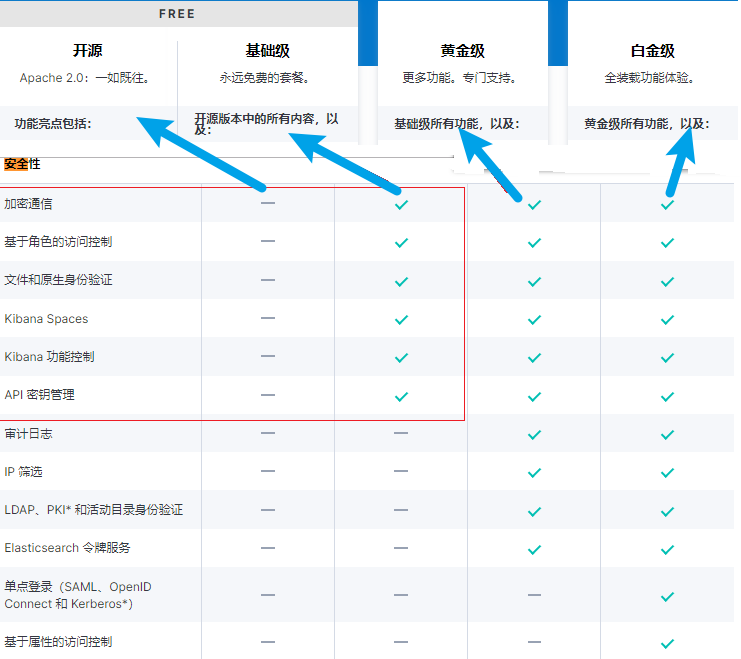 FREE
开源
基础级
黄金级
白金级
Apache 2.0：一如既往。
永远免费的套餐。
更多功能。专门支持。
全装载功能体验。
功能亮点包括：
开源版本中的所有内容，以
及：
基础级所有功能，以及：
黄金级所有功能，以及：
安全性
加密通信
基于角色的访问控制
文件和原生身份验证
Kibana Spaces
Kibana 功能控制
API 密钥管理
审计日志
IP 筛选
LDAP、PKI* 和活动目录身份验证
Elasticsearch 令牌服务
单点登录（SAML、OpenID
Connect 和 Kerberos*）
基于属性的访问控制